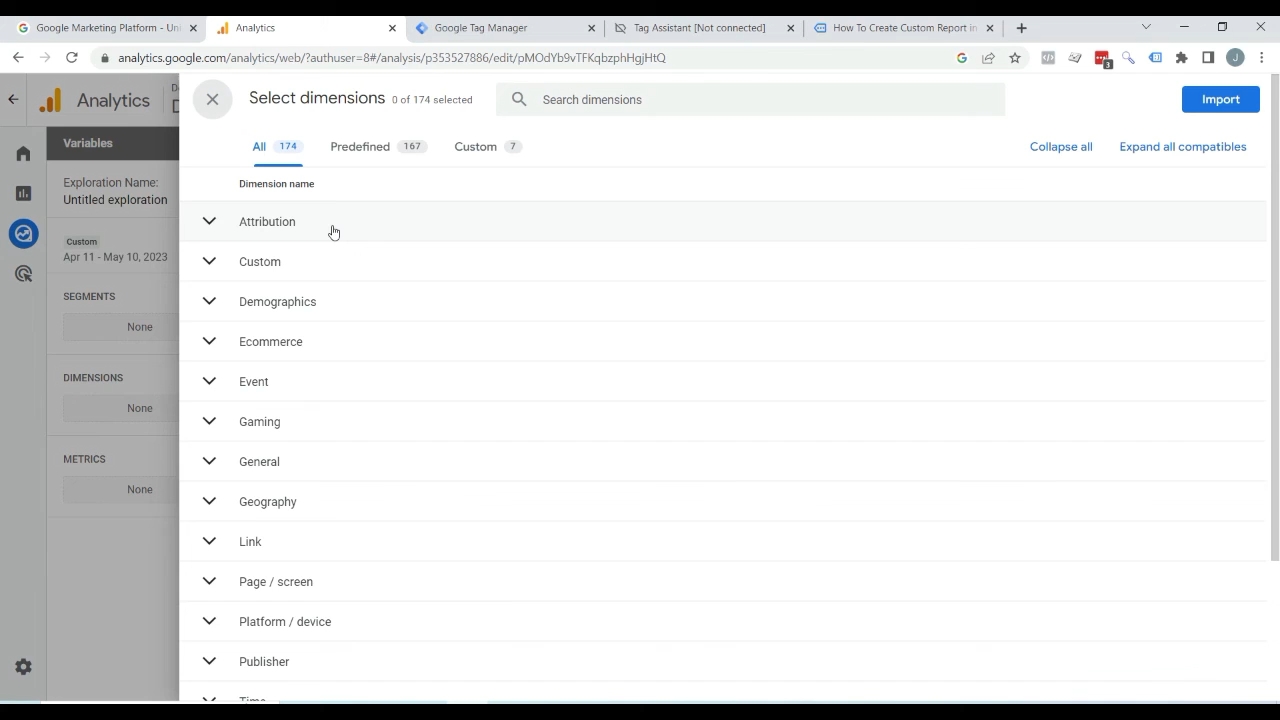 Google Marketing Platform - Uni
Analytics
Google Tag Manager
Tag Assistant [Not connected]
How To Create Custom Report in
analytics.google.com/analytics/web/?authuser=8#/analysis/p353527886/edit/pMOdYb9vTFKqbzphHgjHtQ
3
J
Analytics
Select dimensions 0 of 174 selected
Search dimensions
Import
All 174
Predefined 167
Custom 7
Collapse all
Expand all compatibles
Variables
Exploration Name:
Untitled exploration
Custom
Apr 11 - May 10, 2023
SEGMENTS
None
DIMENSIONS
None
METRICS
None
Dimension name
Attribution
Custom
Demographics
Ecommerce
Event
Gaming
General
Geography
Link
Page / screen
Platform / device
Publisher
Time